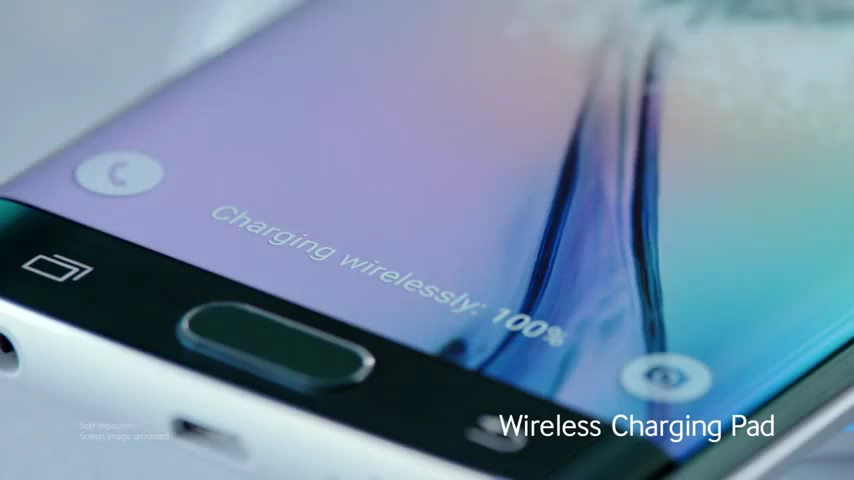 Charging wirelessly: 100%
Wireless Charging Pad
Sold separately
Screen image simulated